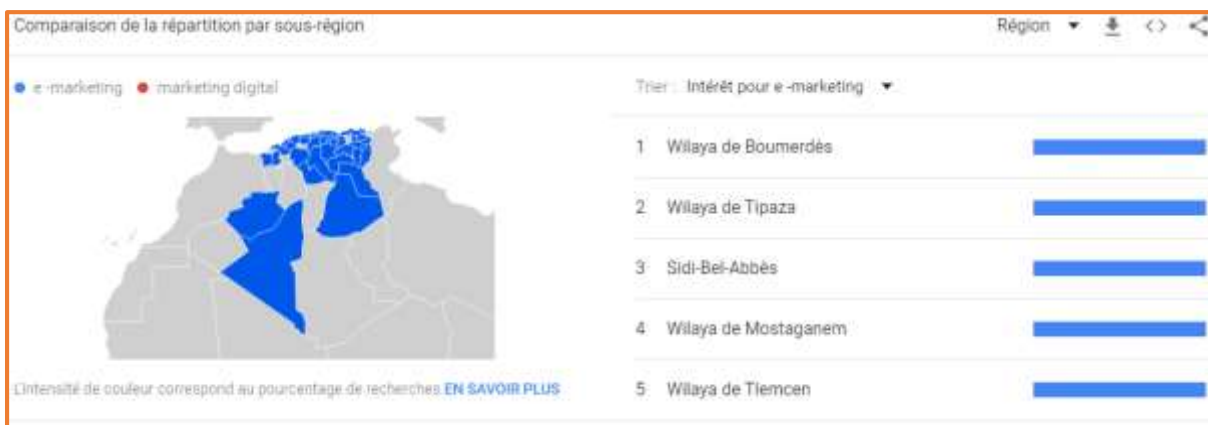 Comparaison de la répartition par sous-région
Région
e -marketing marketing digital
Trier : Intérêt pour e -marketing
1 Wilaya de Boumerdès
2 Wilaya de Tipaza
3 Sidi-Bel-Abbès
4 Wilaya de Mostaganem
5 Wilaya de Tlemcen
L'intensité de couleur correspond au pourcentage de recherches EN SAVOIR PLUS